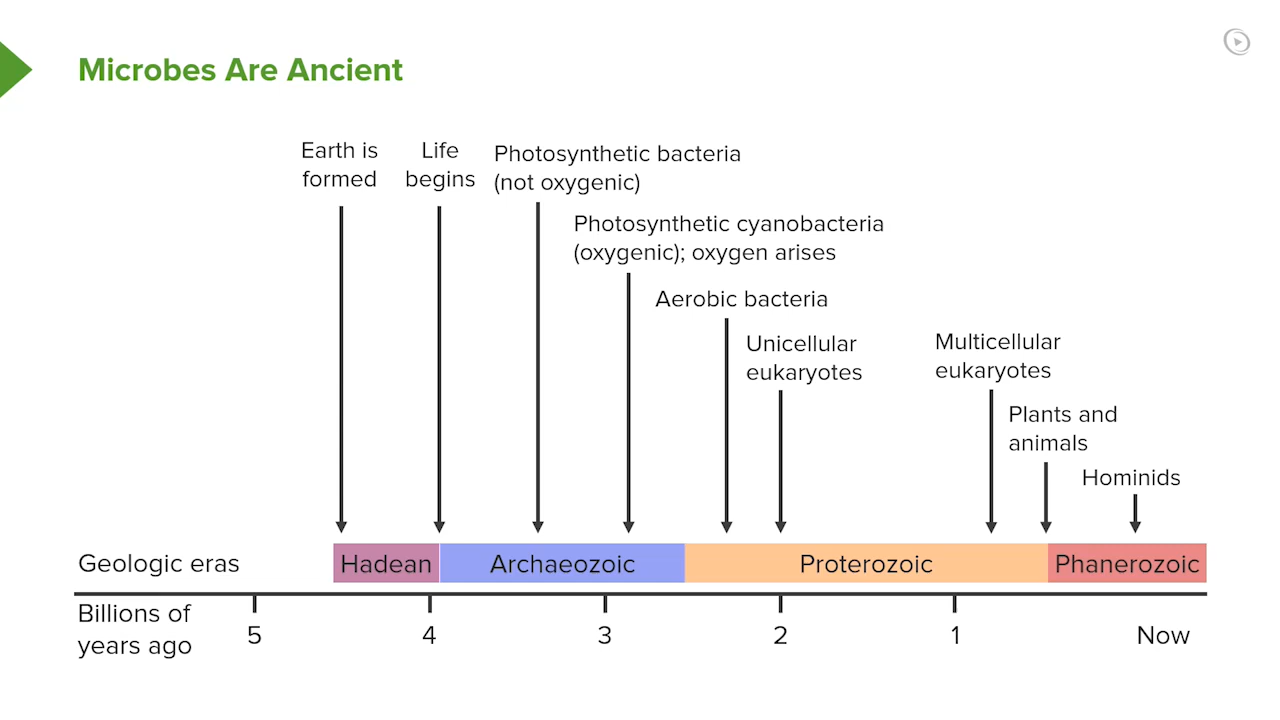 Microbes Are Ancient
Earth is
formed
Life
begins
Photosynthetic bacteria
(not oxygenic)
Photosynthetic cyanobacteria
(oxygenic); oxygen arises
Aerobic bacteria
Unicellular
eukaryotes
Multicellular
eukaryotes
Plants and
animals
Hominids
Geologic eras
Hadean
Archaeozoic
Proterozoic
Phanerozoic
Billions of
years ago
5
4
3
2
1
Now